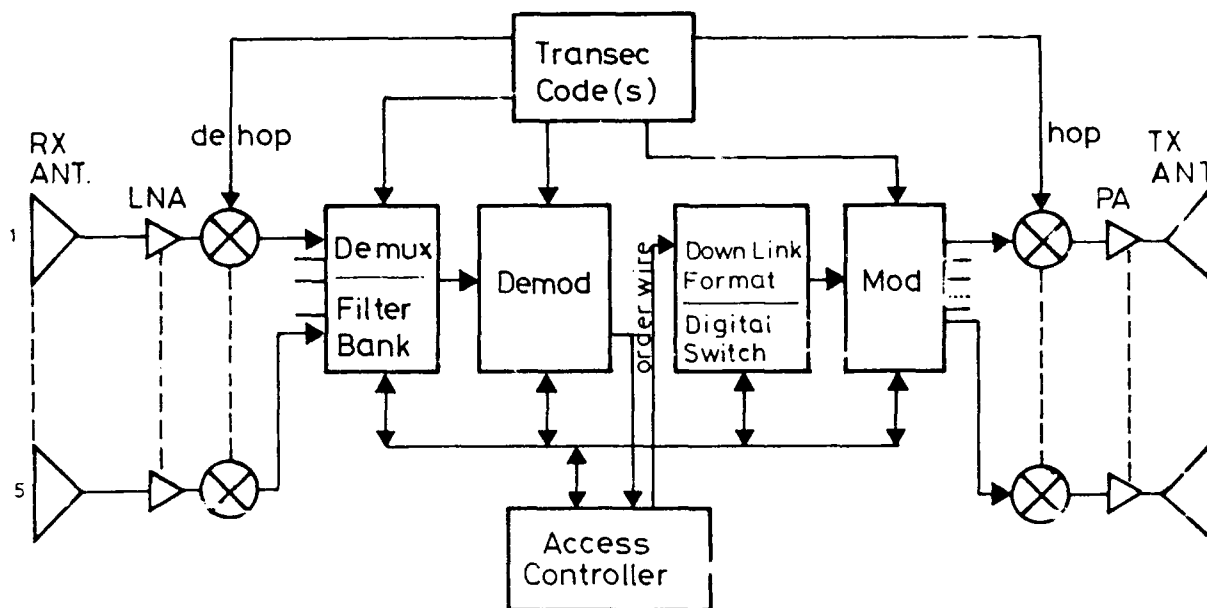 Transec
Code(s)
de hop
hop
RX
ANT.
TX
ANT
LNA
PA
1
Demux
Filter
Bank
Demod
order wire
Down Link
Format
Digital
Switch
Mod
5
Access
Controller